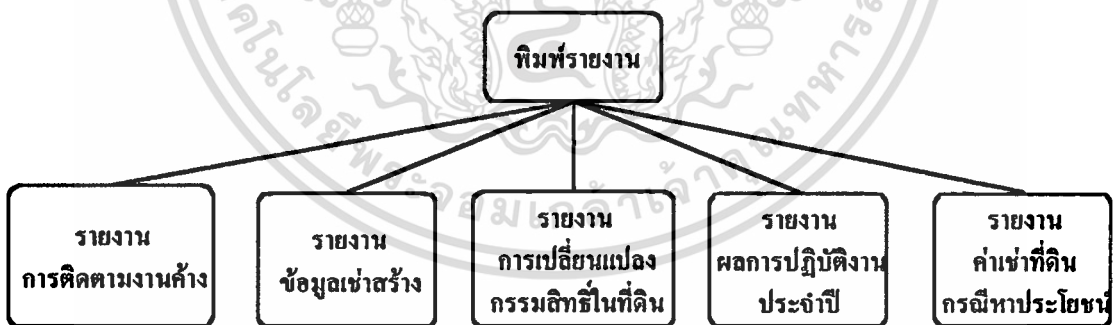 พิมพ์รายงาน
รายงาน
การติดตามงานค้าง
รายงาน
ข้อมูลเช่าสร้าง
รายงาน
การเปลี่ยนแปลง
กรรมสิทธิ์ในที่ดิน
รายงาน
ผลการปฏิบัติงาน
ประจำปี
รายงาน
ค่าเช่าที่ดิน
กรณีหาประโยชน์